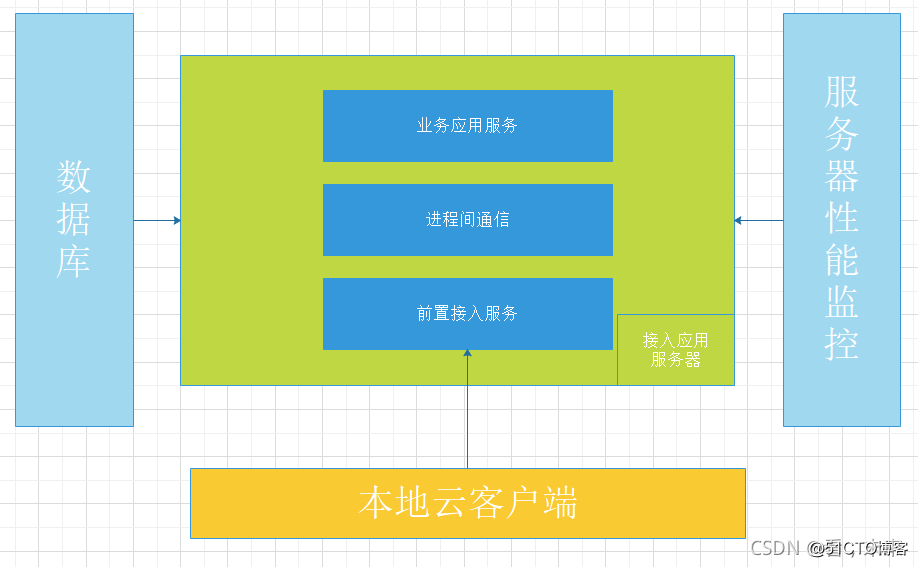 数据库
业务应用服务
进程间通信
前置接入服务
接入应用
服务器
服务器性能监控
本地云客户端
CSDN @51CTO博客